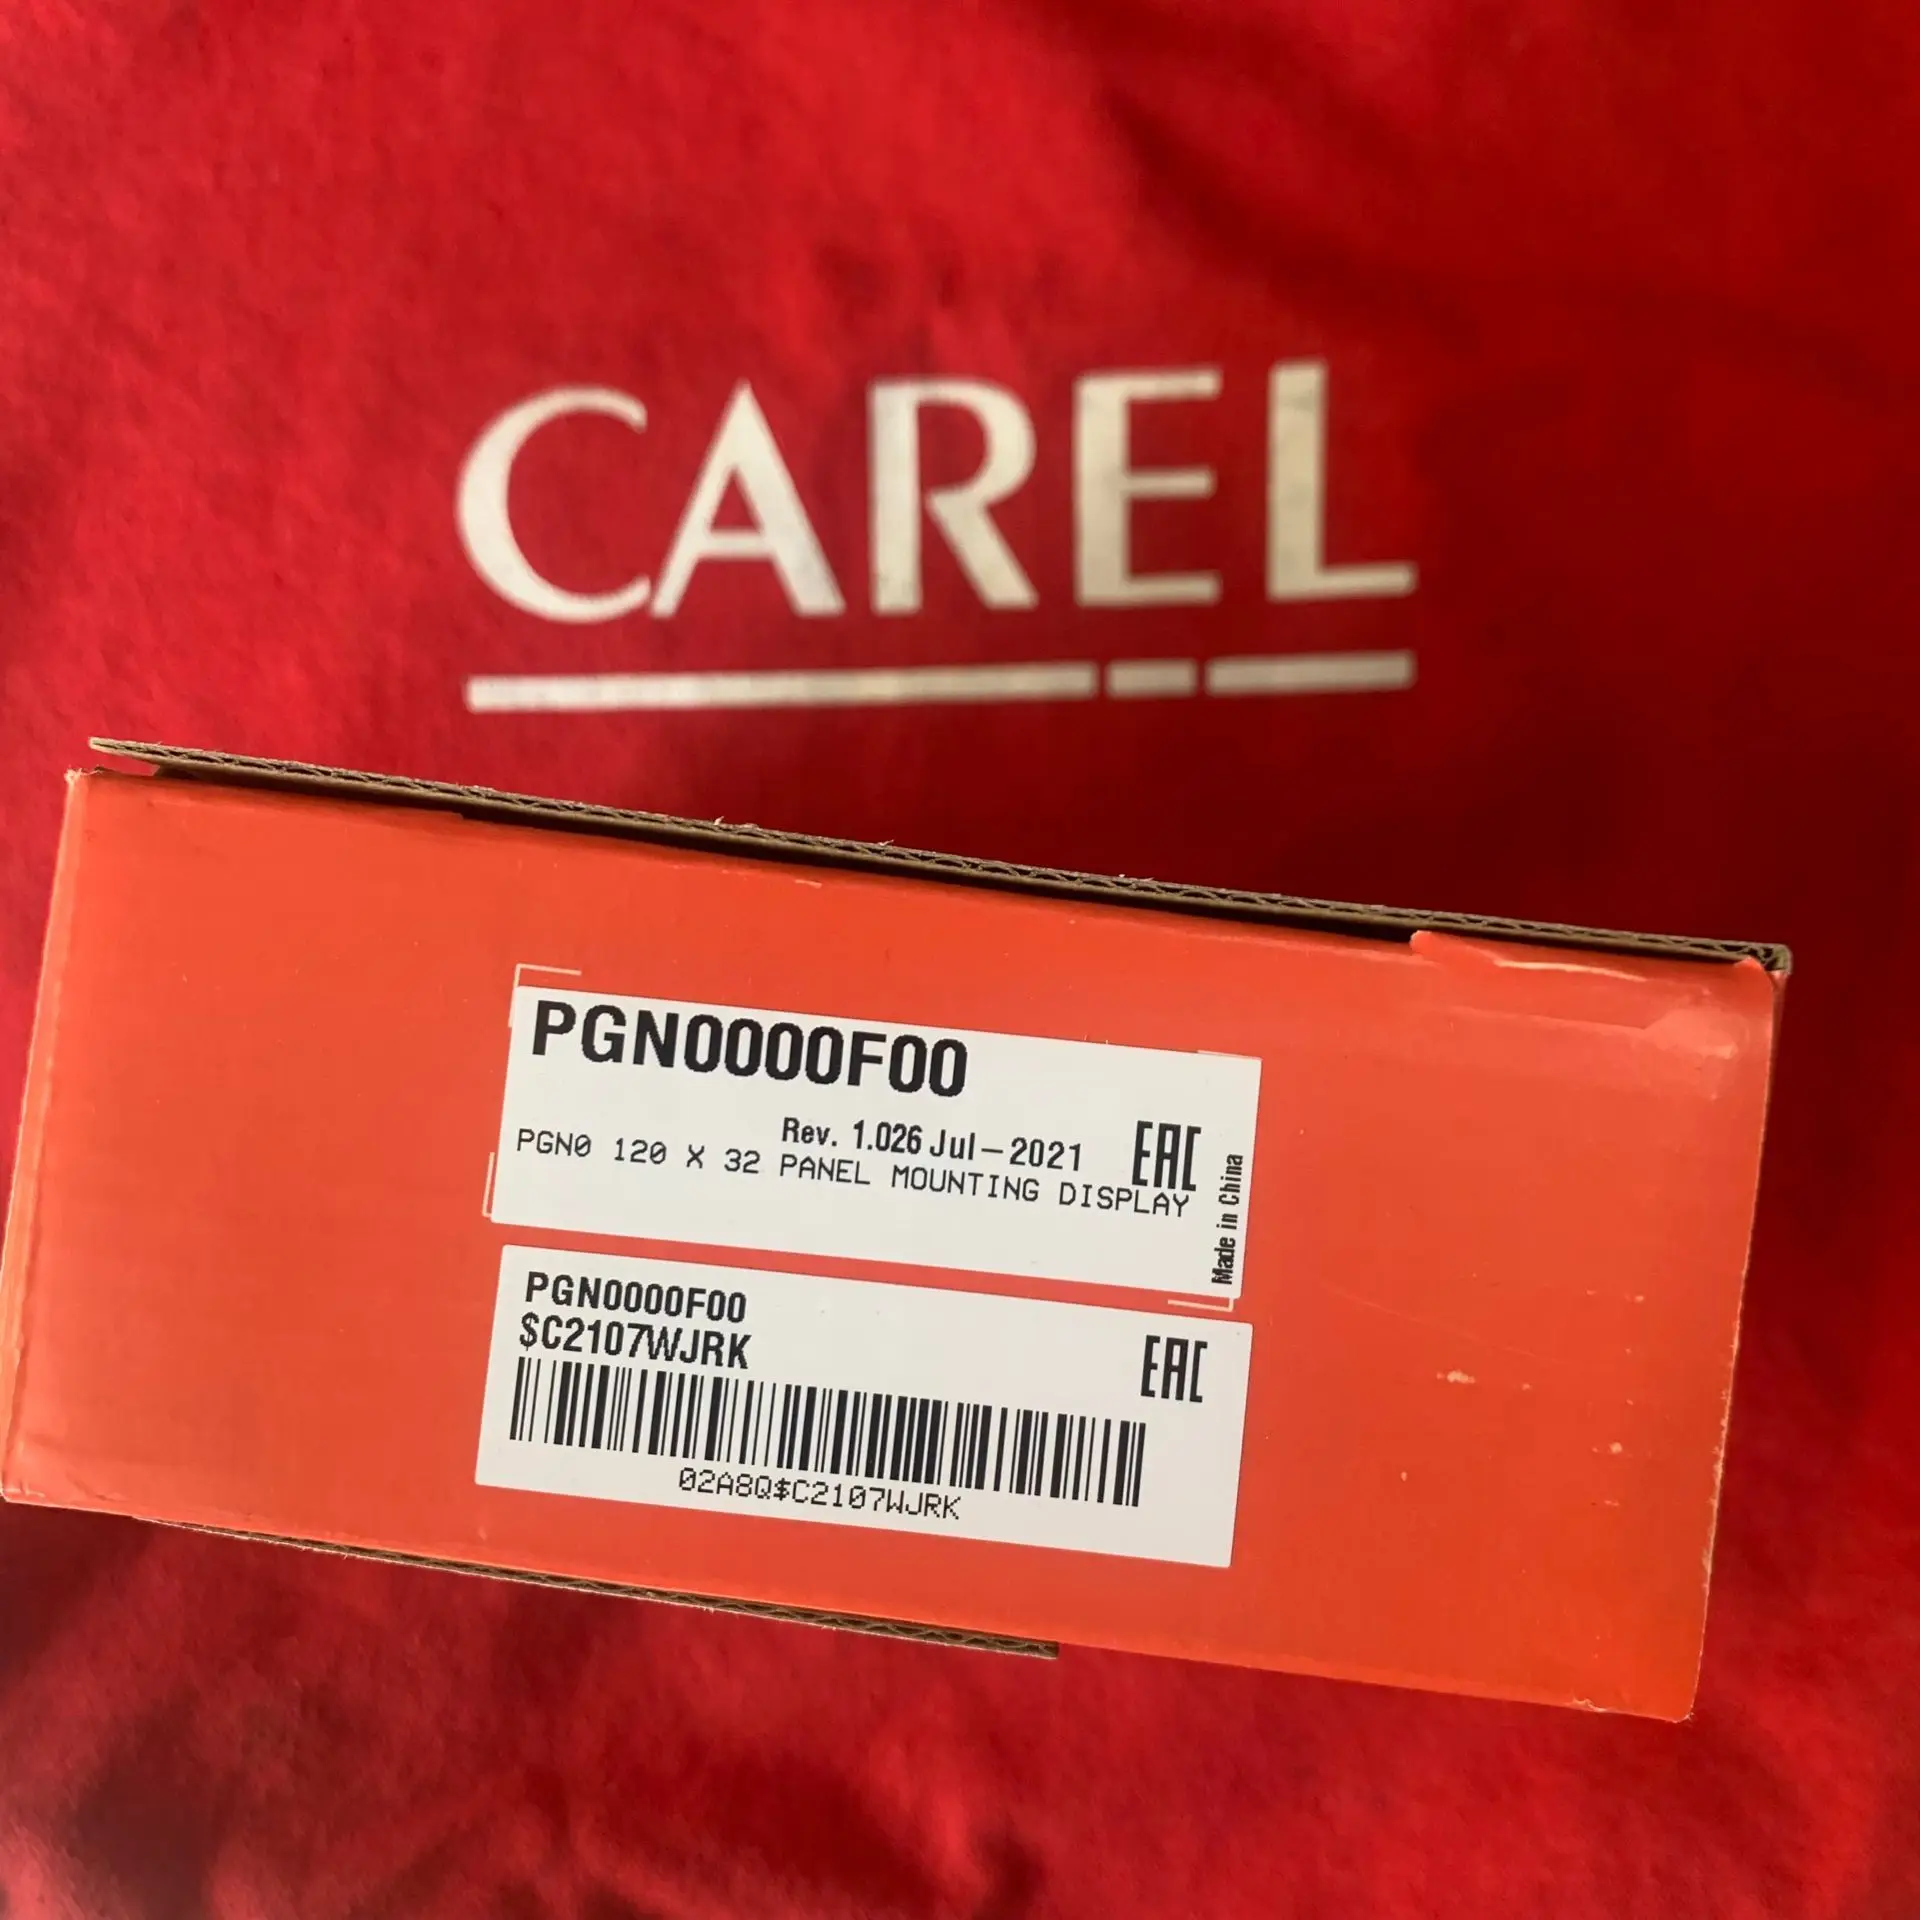 CAREL
PGN0000F00
Rev. 1.026 Jul-2021
EAC
PGN0 120 X 32 PANEL MOUNTING DISPLAY
Made in China
PGN0000F00
$C2107WJRK
EAC
02A8Q$C2107WJRK